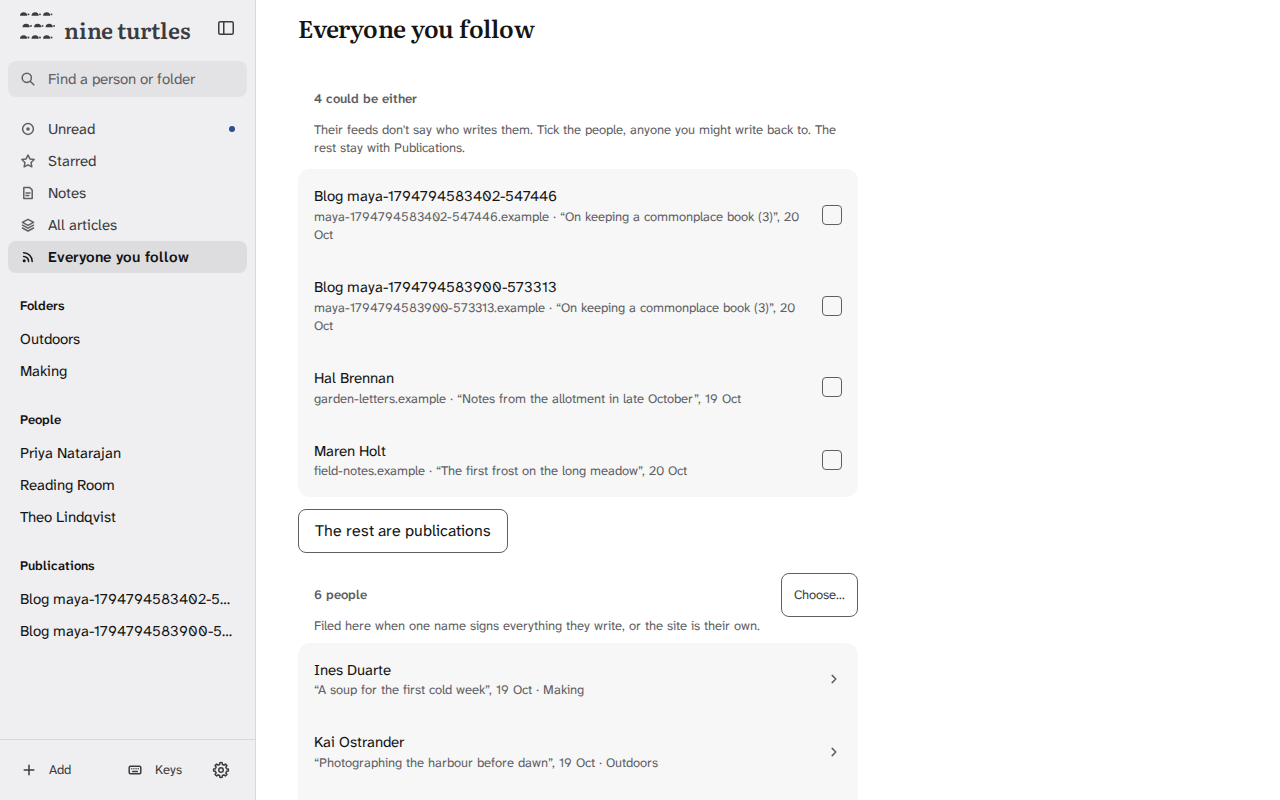 nine turtles
Find a person or folder
Unread
Starred
Notes
All articles
Everyone you follow
Folders
Outdoors
Making
People
Priya Natarajan
Reading Room
Theo Lindqvist
Publications
Blog maya-1794794583402-5...
Blog maya-1794794583900-5...
Add
Keys
Everyone you follow
4 could be either
Their feeds don't say who writes them. Tick the people, anyone you might write back to. The
rest stay with Publications.
Blog maya-1794794583402-547446
maya-1794794583402-547446.example · “On keeping a commonplace book (3)”, 20
Oct
Blog maya-1794794583900-573313
maya-1794794583900-573313.example · “On keeping a commonplace book (3)”, 20
Oct
Hal Brennan
garden-letters.example · “Notes from the allotment in late October”, 19 Oct
Maren Holt
field-notes.example · “The first frost on the long meadow”, 20 Oct
The rest are publications
6 people
Choose...
Filed here when one name signs everything they write, or the site is their own.
Ines Duarte
“A soup for the first cold week”, 19 Oct · Making
Kai Ostrander
“Photographing the harbour before dawn”, 19 Oct · Outdoors